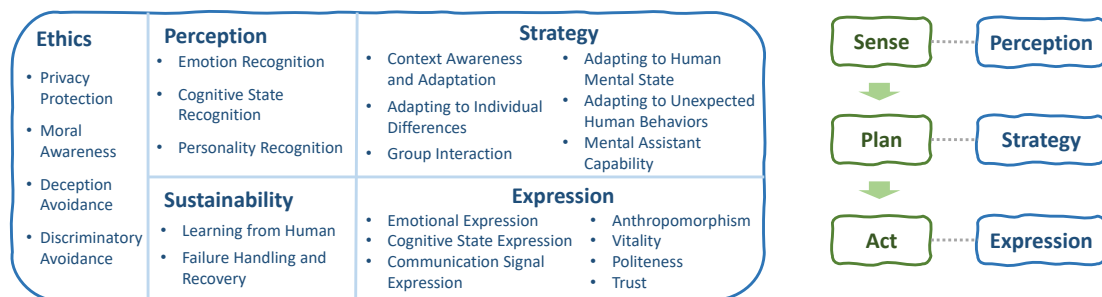 Ethics
• Privacy
Protection
• Moral
Awareness
• Deception
Avoidance
• Discriminatory
Avoidance
Perception
• Emotion Recognition
• Cognitive State
Recognition
• Personality Recognition
Strategy
• Context Awareness
and Adaptation
• Adapting to Individual
Differences
• Group Interaction
• Adapting to Human
Mental State
• Adapting to Unexpected
Human Behaviors
• Mental Assistant
Capability
Sustainability
• Learning from Human
• Failure Handling and
Recovery
Expression
• Emotional Expression
• Cognitive State Expression
• Communication Signal
Expression
• Anthropomorphism
• Vitality
• Politeness
• Trust
Sense
Perception
Plan
Strategy
Act
Expression